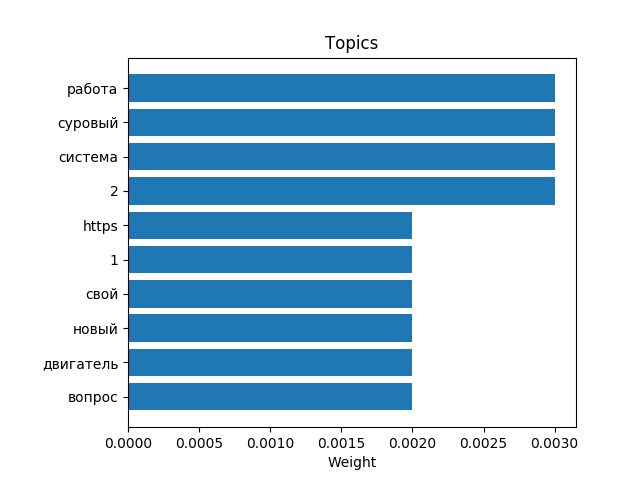 Topics
работа
суровый
система
2
https
1
свой
новый
двигатель
вопрос
0.0000 0.0005 0.0010 0.0015 0.0020 0.0025 0.0030
Weight